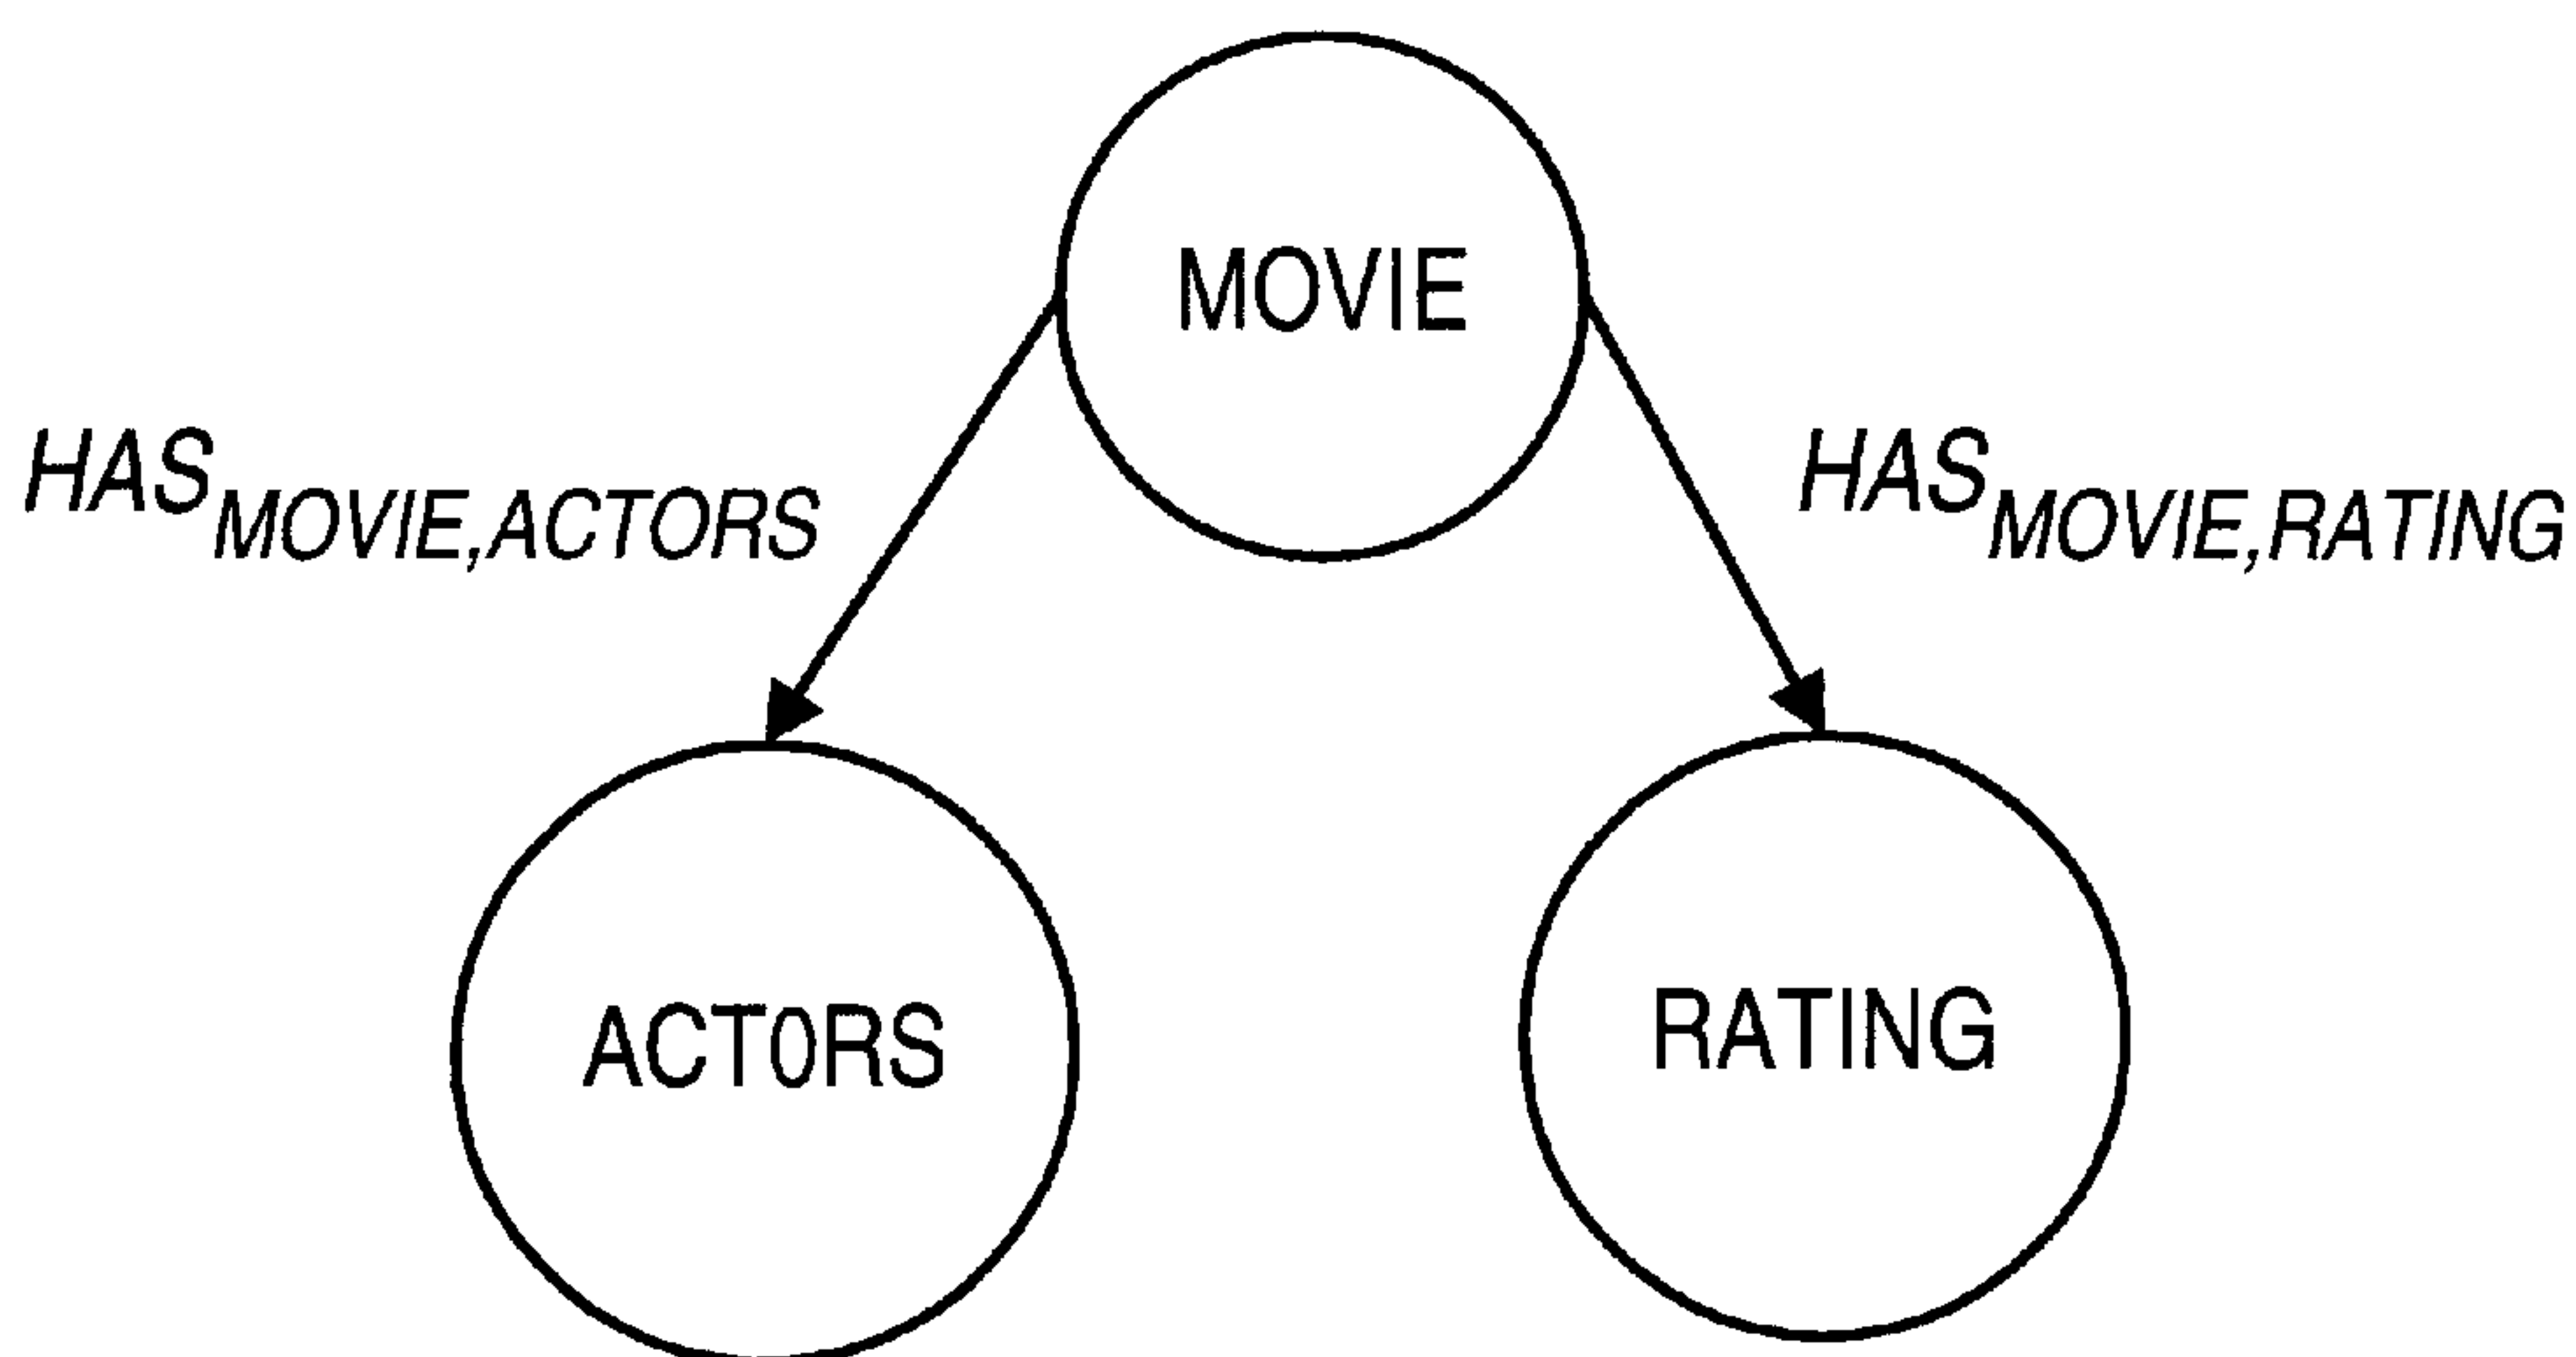 MOVIE
HAS MOVIE,ACTORS
HAS MOVIE,RATING
ACT0RS
RATING